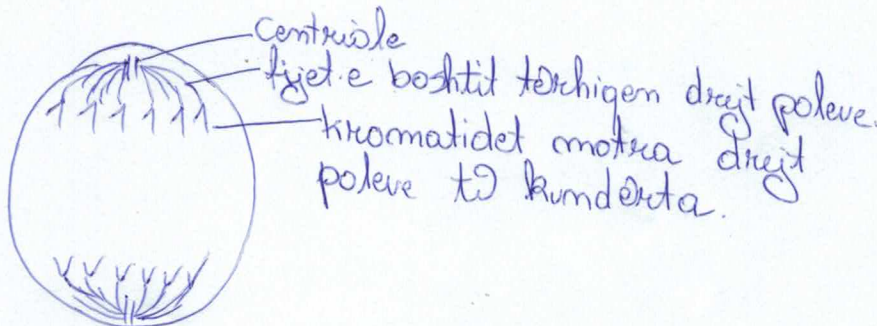 centriole
fijet e boshtit tërhiqen drejt poleve.
kromatidet motra drejt
poleve të kundërta.